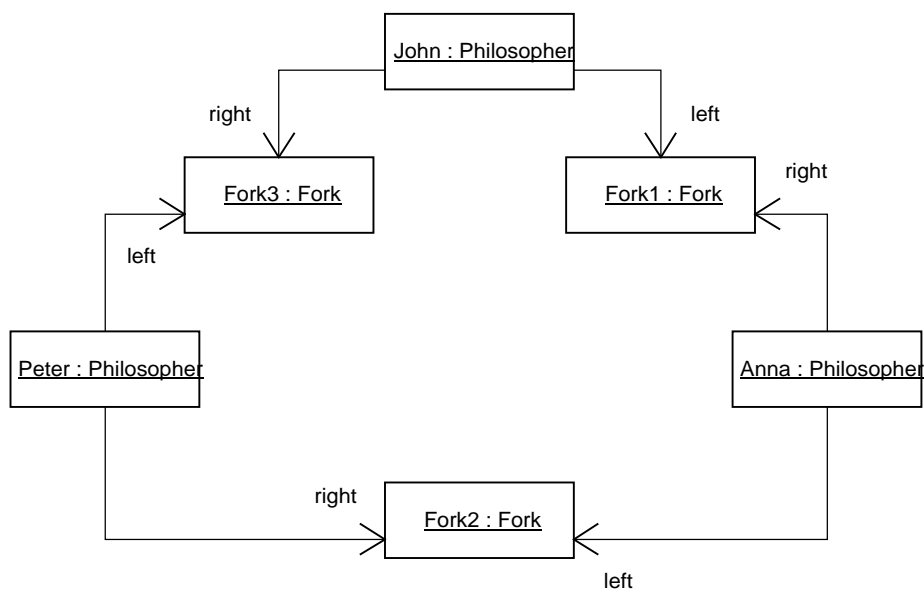 John : Philosopher
right
left
Fork3 : Fork
Fork1 : Fork
right
left
Peter : Philosopher
Anna : Philosopher
right
Fork2 : Fork
left